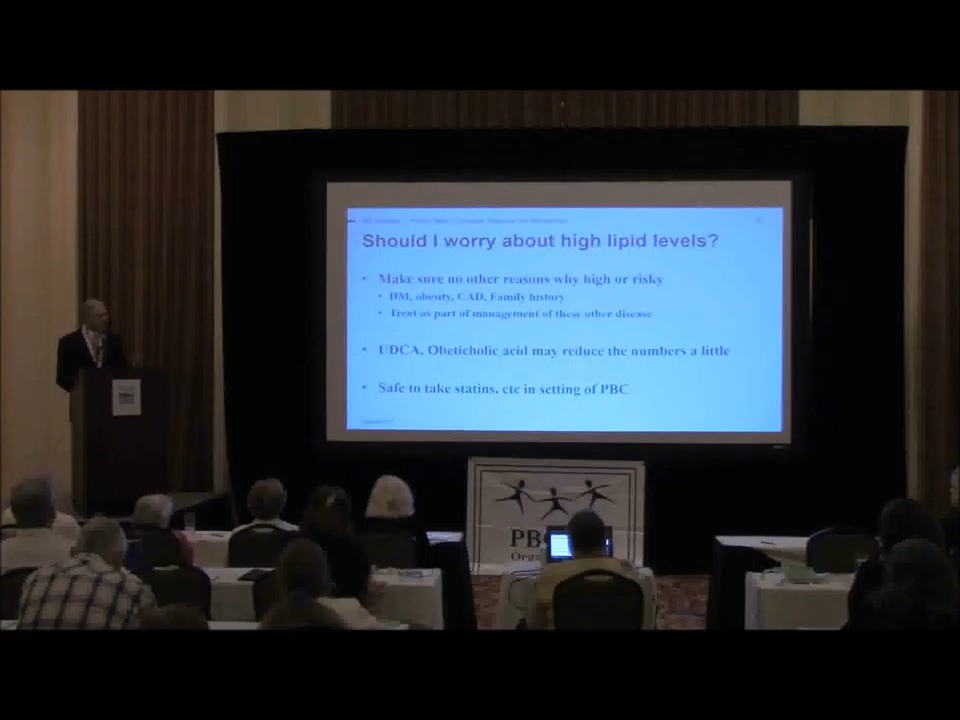 Should I worry about high lipid levels?
• Make sure no other reasons why high or risky
• DM, obesity, CAD, Family history
• Treat as part of management of these other disease
• UDCA, Obeticholic acid may reduce the numbers a little
• Safe to take statins, etc in setting of PBC
PB
Orga